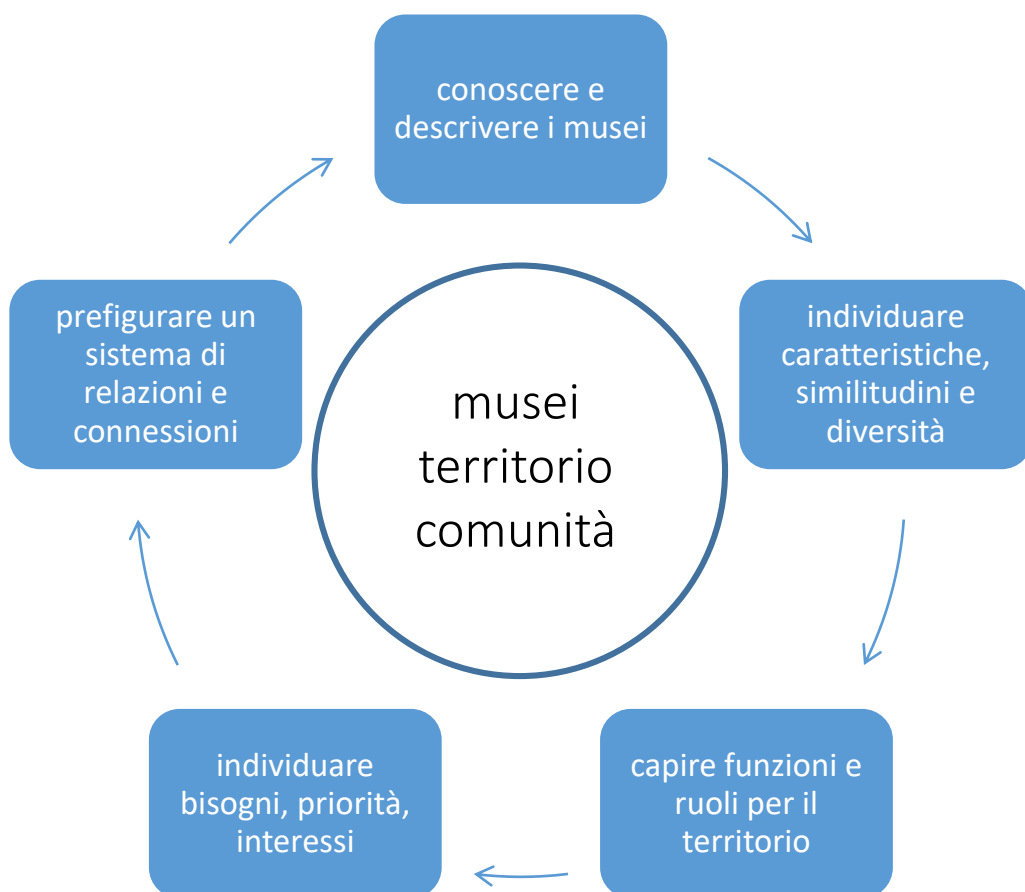 conoscere e
descrivere i musei
individuare
caratteristiche,
similitudini e
diversità
capire funzioni e
ruoli per il
territorio
individuare
bisogni, priorità,
interessi
prefigurare un
sistema di
relazioni e
connessioni
musei
territorio
comunità